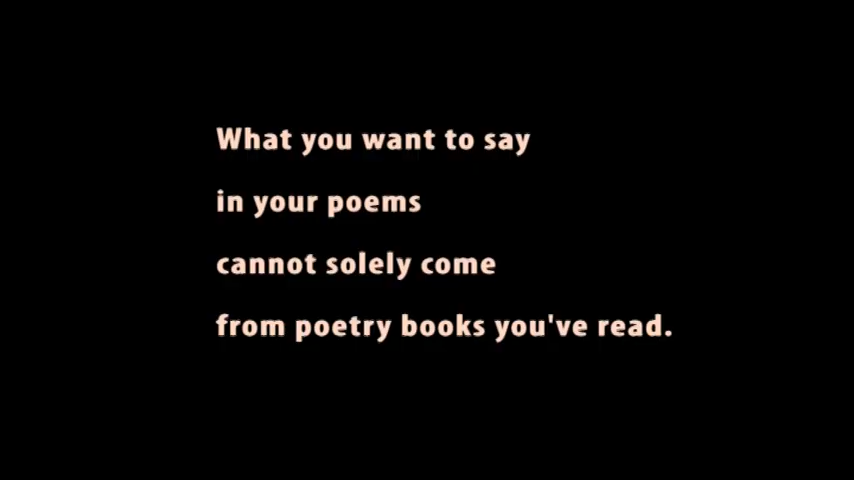 What you want to say
in your poems
cannot solely come
from poetry books you've read.